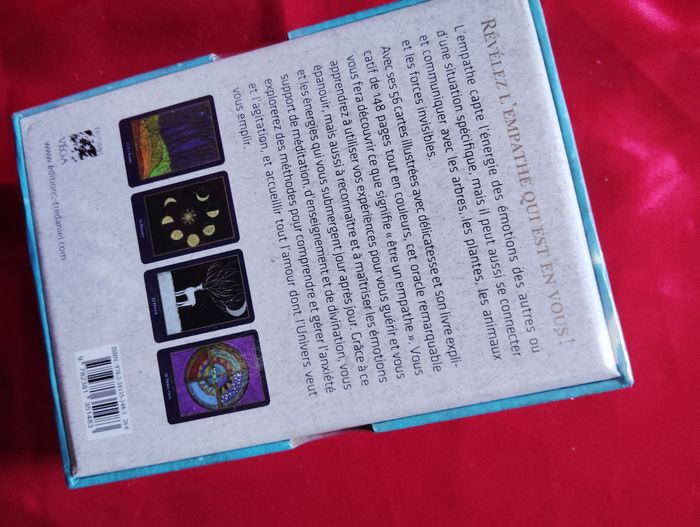 RÉVÉLEZ L'EMPATHE QUI EST EN VOUS !
L'empathe capte l'énergie des émotions des autres ou
d'une situation spécifique, mais il peut aussi se connecter
et communiquer avec les arbres, les plantes, les animaux
et les forces invisibles.
Avec ses 56 cartes illustrées avec délicatesse et son livre expli-
catif de 148 pages tout en couleurs, cet oracle remarquable
vous fera découvrir ce que signifie « être un empathe ». Vous
apprendrez à utiliser vos expériences pour vous guérir et vous
épanouir, mais aussi à reconnaître et à maîtriser les émotions
et les énergies qui vous submergent jour après jour. Grâce à ce
support de méditation, d'enseignement et de divination, vous
explorerez des méthodes pour comprendre et gérer l'anxiété
et l'agitation, et accueillir tout l'amour dont l'Univers veut
vous emplir.
VÉGA
www.editions-tredaniel.com
9 782381 351483